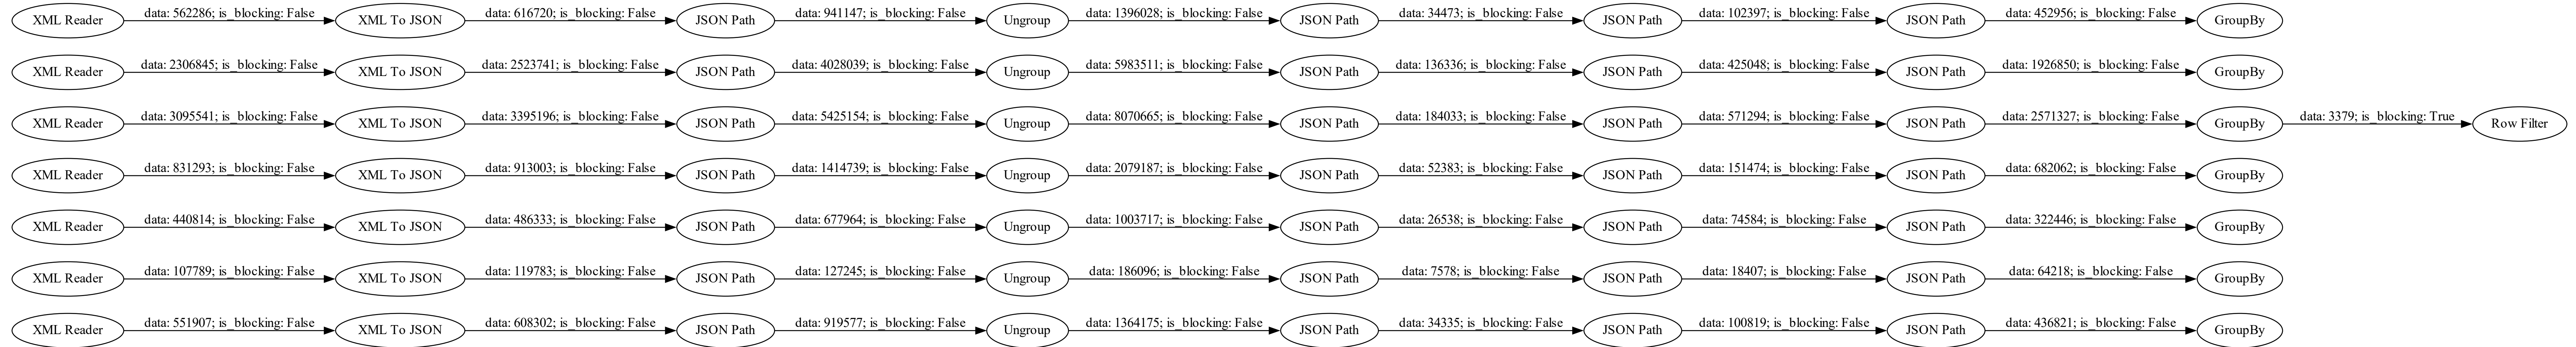 XML Reader data: 562286; is_blocking: False XML To JSON data: 616720; is_blocking: False JSON Path data: 941147; is_blocking: False Ungroup data: 1396028; is_blocking: False JSON Path data: 34473; is_blocking: False JSON Path data: 102397; is_blocking: False JSON Path data: 452956; is_blocking: False GroupBy
XML Reader data: 2306845; is_blocking: False XML To JSON data: 2523741; is_blocking: False JSON Path data: 4028039; is_blocking: False Ungroup data: 5983511; is_blocking: False JSON Path data: 136336; is_blocking: False JSON Path data: 425048; is_blocking: False JSON Path data: 1926850; is_blocking: False GroupBy
XML Reader data: 3095541; is_blocking: False XML To JSON data: 3395196; is_blocking: False JSON Path data: 5425154; is_blocking: False Ungroup data: 8070665; is_blocking: False JSON Path data: 184033; is_blocking: False JSON Path data: 571294; is_blocking: False JSON Path data: 2571327; is_blocking: False GroupBy data: 3379; is_blocking: True Row Filter
XML Reader data: 831293; is_blocking: False XML To JSON data: 913003; is_blocking: False JSON Path data: 1414739; is_blocking: False Ungroup data: 2079187; is_blocking: False JSON Path data: 52383; is_blocking: False JSON Path data: 151474; is_blocking: False JSON Path data: 682062; is_blocking: False GroupBy
XML Reader data: 440814; is_blocking: False XML To JSON data: 486333; is_blocking: False JSON Path data: 677964; is_blocking: False Ungroup data: 1003717; is_blocking: False JSON Path data: 26538; is_blocking: False JSON Path data: 74584; is_blocking: False JSON Path data: 322446; is_blocking: False GroupBy
XML Reader data: 107789; is_blocking: False XML To JSON data: 119783; is_blocking: False JSON Path data: 127245; is_blocking: False Ungroup data: 186096; is_blocking: False JSON Path data: 7578; is_blocking: False JSON Path data: 18407; is_blocking: False JSON Path data: 64218; is_blocking: False GroupBy
XML Reader data: 551907; is_blocking: False XML To JSON data: 608302; is_blocking: False JSON Path data: 919577; is_blocking: False Ungroup data: 1364175; is_blocking: False JSON Path data: 34335; is_blocking: False JSON Path data: 100819; is_blocking: False JSON Path data: 436821; is_blocking: False GroupBy